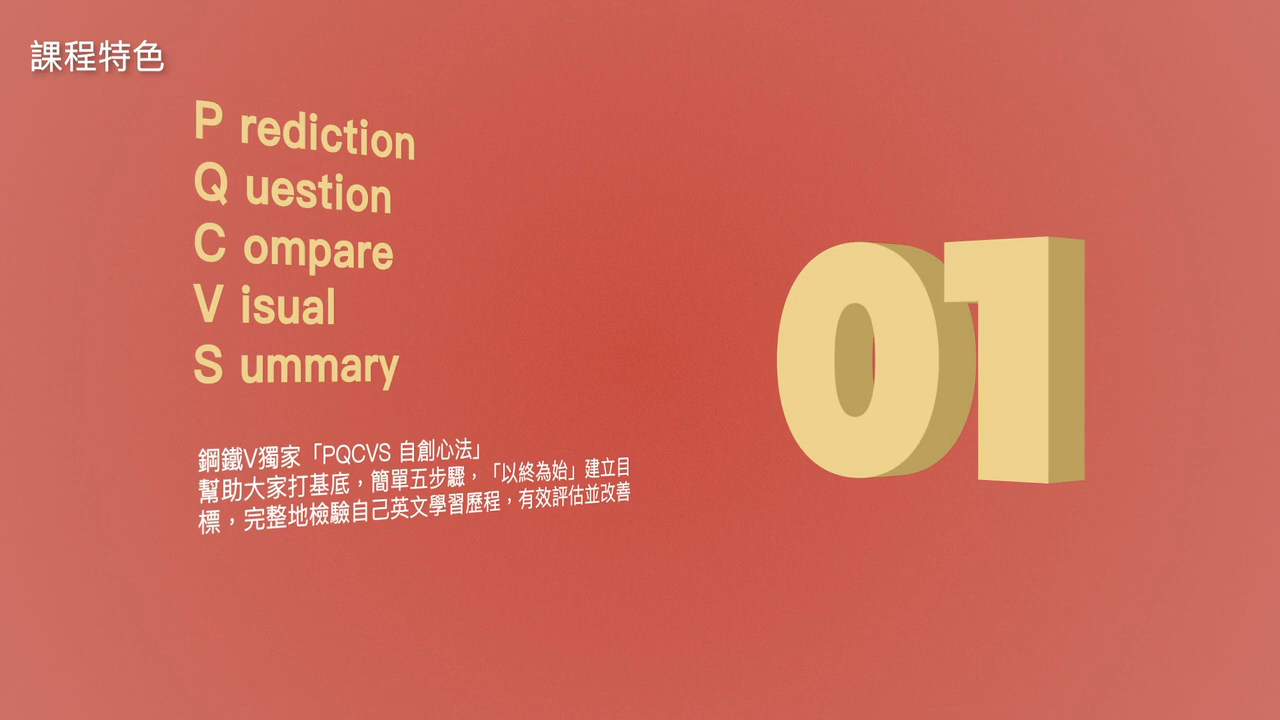 課程特色
P rediction
Q uestion
C ompare
V isual
S ummary
01
鋼鐵V獨家「PQCVS 自創心法」
幫助大家打基底，簡單五步驟，「以終為始」建立目
標，完整地檢驗自己英文學習歷程，有效評估並改善